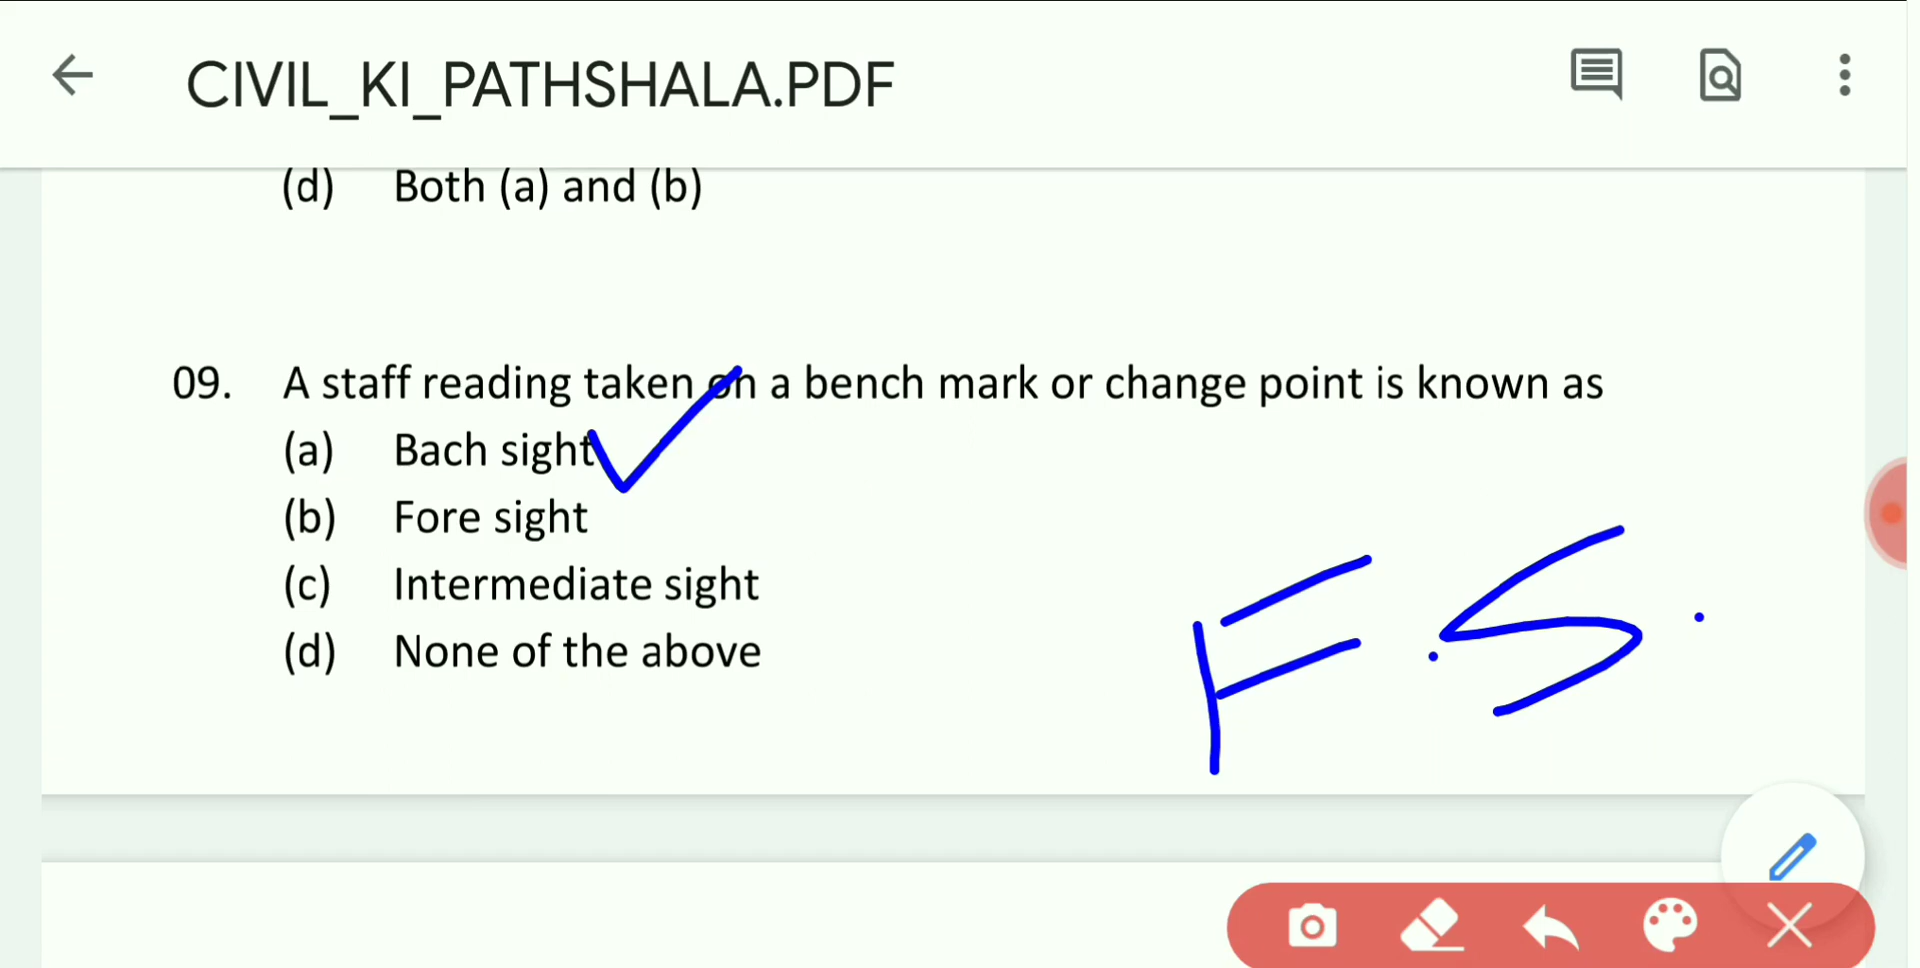 CIVIL_KI_PATHSHALA.PDF
(d) Both (a) and (b)
09. A staff reading taken on a bench mark or change point is known as
(a) Bach sight
(b) Fore sight
(c) Intermediate sight
(d) None of the above
F.S.